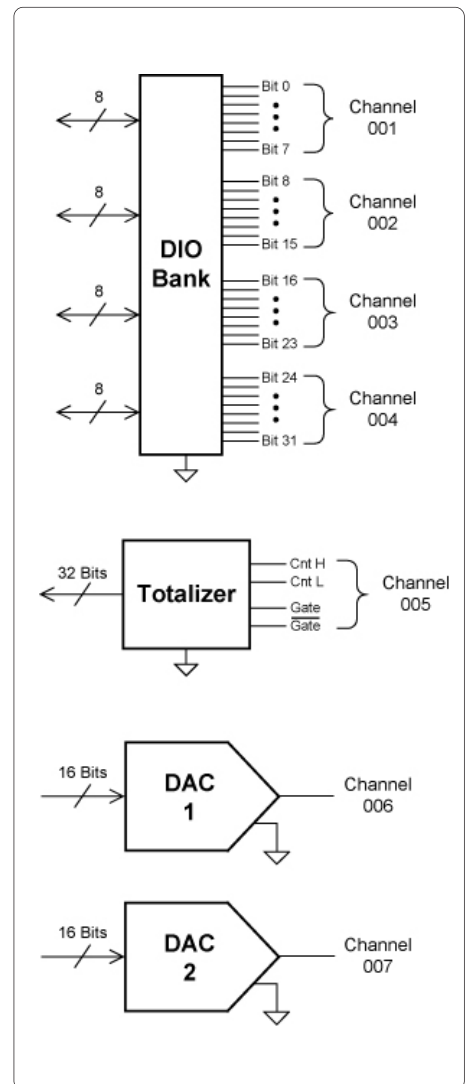 8
Bit 0
Bit 7
Channel
001
8
Bit 8
Bit 15
Channel
002
DIO
Bank
8
Bit 16
Bit 23
Channel
003
8
Bit 24
Bit 31
Channel
004
32 Bits
Totalizer
Cnt H
Cnt L
Gate
Gate
Channel
005
16 Bits
DAC
1
Channel
006
16 Bits
DAC
2
Channel
007